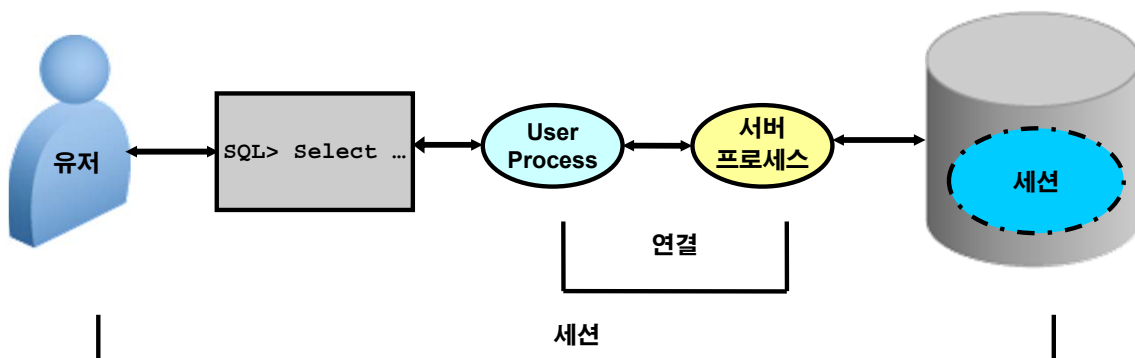 유저
SQL> Select …
User
Process
서버
프로세스
세션
연결
세션